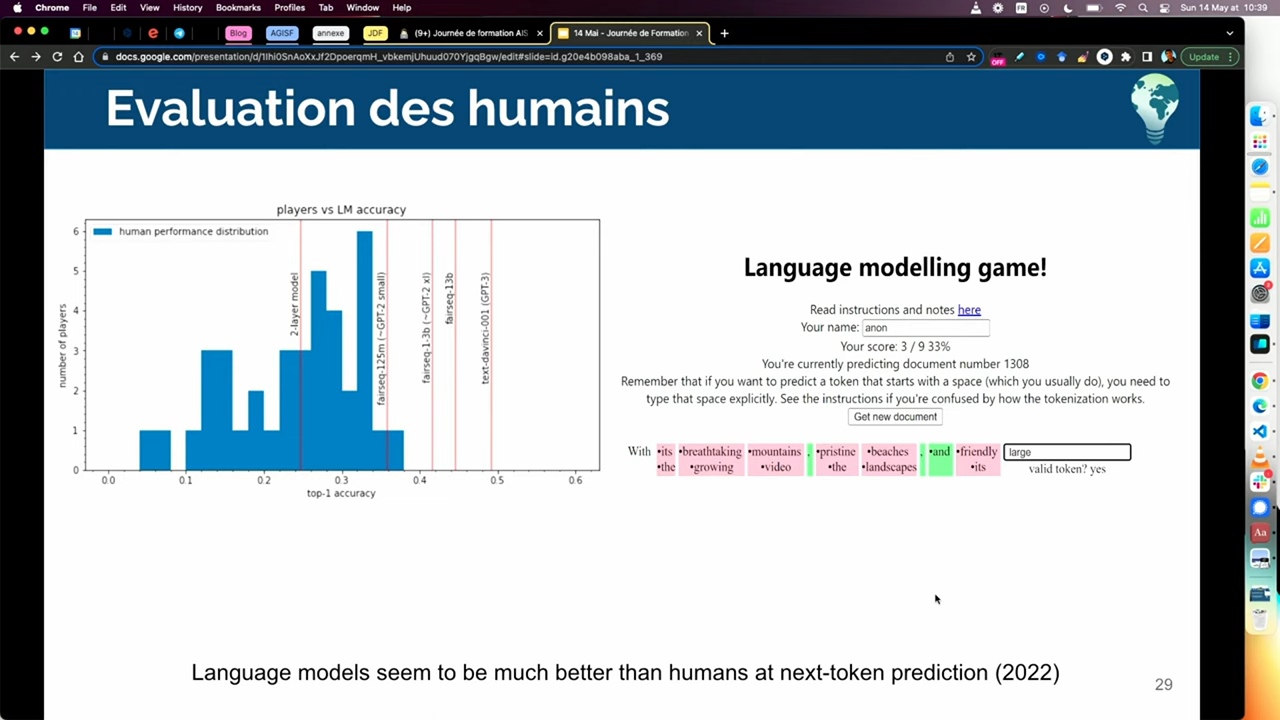 Chrome File Edit View History Bookmarks Profiles Tab Window Help FR Sun 14 May at 10:39
Blog AGISF annexe JDF (9+) Journée de formation AIS 14 Mai - Journée de Formation
docs.google.com/presentation/d/1Ihi0SnAoXxJf2DpoerqmH_vbkemjUhuud070YjgqBgw/edit#slide=id.g20e4b098aba_1_369 OFF Update
Evaluation des humains
players vs LM accuracy
human performance distribution
number of players
6
5
4
3
2
1
0
2-layer model
fairseq-125m (~GPT-2 small)
fairseq-1-3b (~GPT-2 xl)
fairseq-13b
text-davinci-001 (GPT-3)
0.0 0.1 0.2 0.3 0.4 0.5 0.6
top-1 accuracy
Language modelling game!
Read instructions and notes here
Your name: anon
Your score: 3 / 9 33%
You're currently predicting document number 1308
Remember that if you want to predict a token that starts with a space (which you usually do), you need to
type that space explicitly. See the instructions if you're confused by how the tokenization works.
Get new document
With •its •breathtaking •mountains , •pristine •beaches , •and •friendly large
•the •growing •video •the •landscapes •its valid token? yes
Language models seem to be much better than humans at next-token prediction (2022)
29
Aa